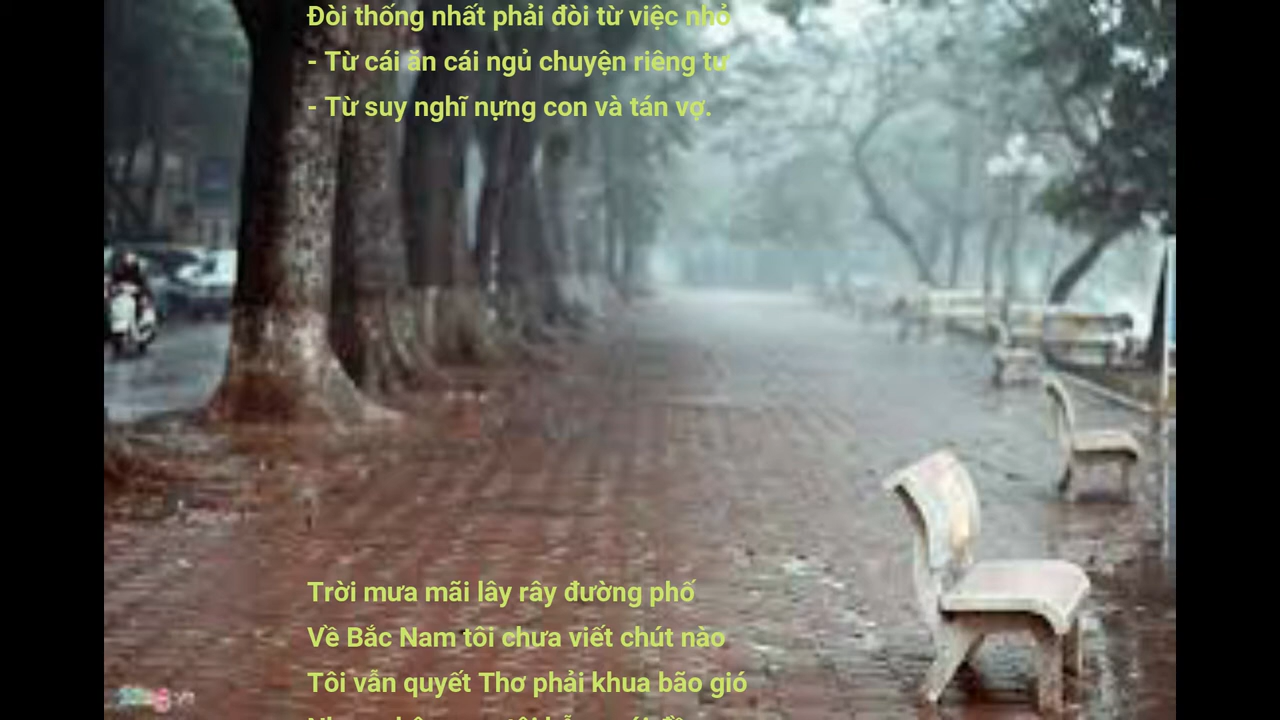 Đòi thống nhất phải đòi từ việc nhỏ
- Từ cái ăn cái ngủ chuyện riêng tư
- Từ suy nghĩ nựng con và tán vợ.
Trời mưa mãi lây rây đường phố
Về Bắc Nam tôi chưa viết chút nào
Tôi vẫn quyết Thơ phải khua bão gió